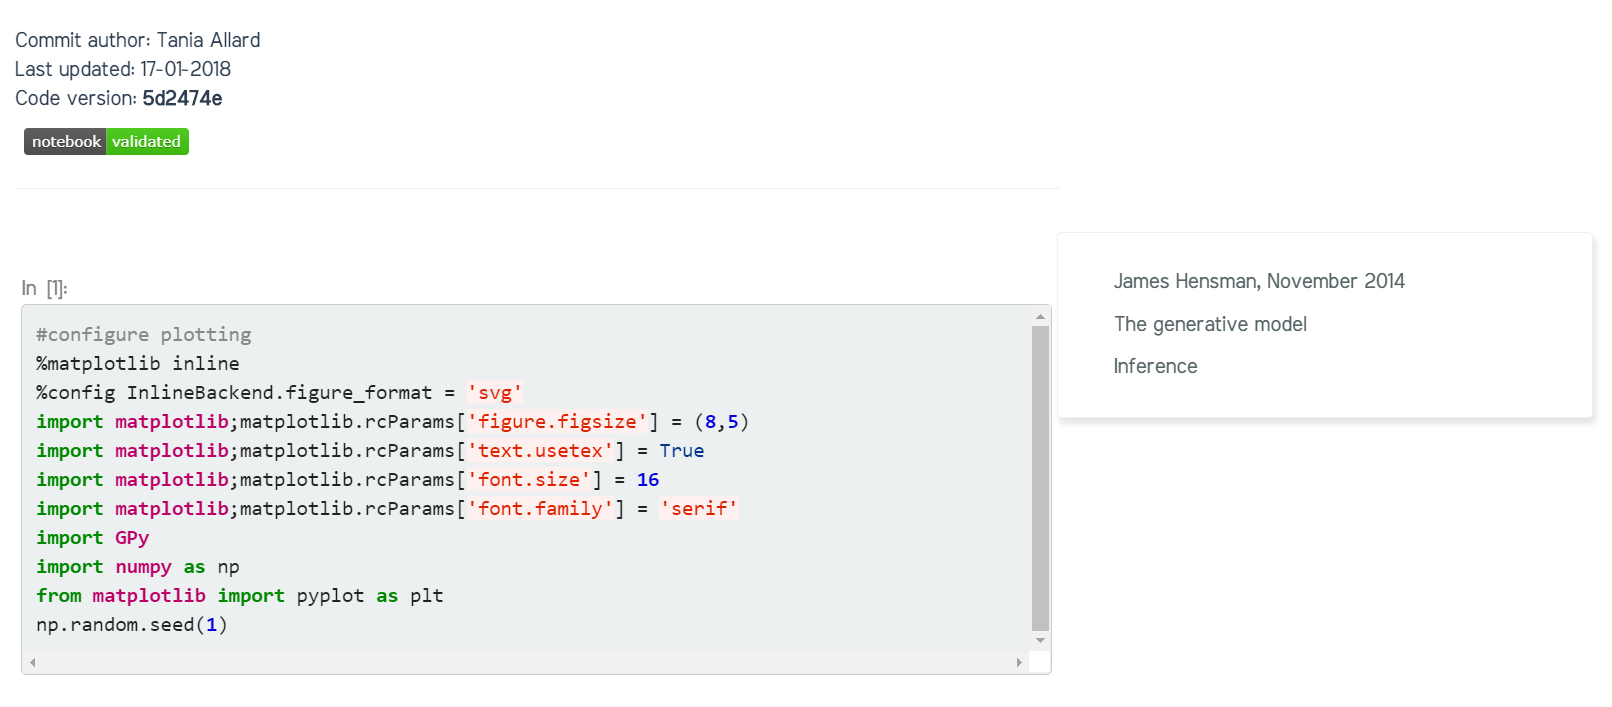 Commit author: Tania Allard
Last updated: 17-01-2018
Code version: 5d2474e
notebook validated
In [1]:
#configure plotting
%matplotlib inline
%config InlineBackend.figure_format = 'svg'
import matplotlib;matplotlib.rcParams['figure.figsize'] = (8,5)
import matplotlib;matplotlib.rcParams['text.usetex'] = True
import matplotlib;matplotlib.rcParams['font.size'] = 16
import matplotlib;matplotlib.rcParams['font.family'] = 'serif'
import GPy
import numpy as np
from matplotlib import pyplot as plt
np.random.seed(1)
James Hensman, November 2014
The generative model
Inference